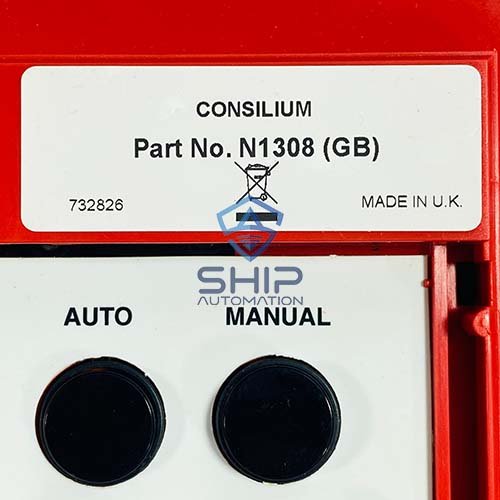 CONSILIUM
Part No. N1308 (GB)
732826 MADE IN U.K.
SHIP
AUTOMATION
AUTO MANUAL